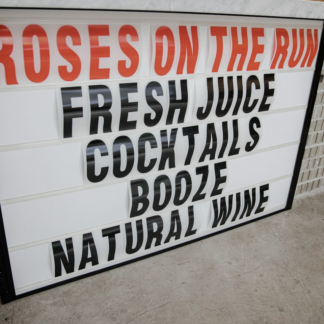 ROSES ON THE RUN
FRESH JUICE
COCKTAILS
BOOZE
NATURAL WINE